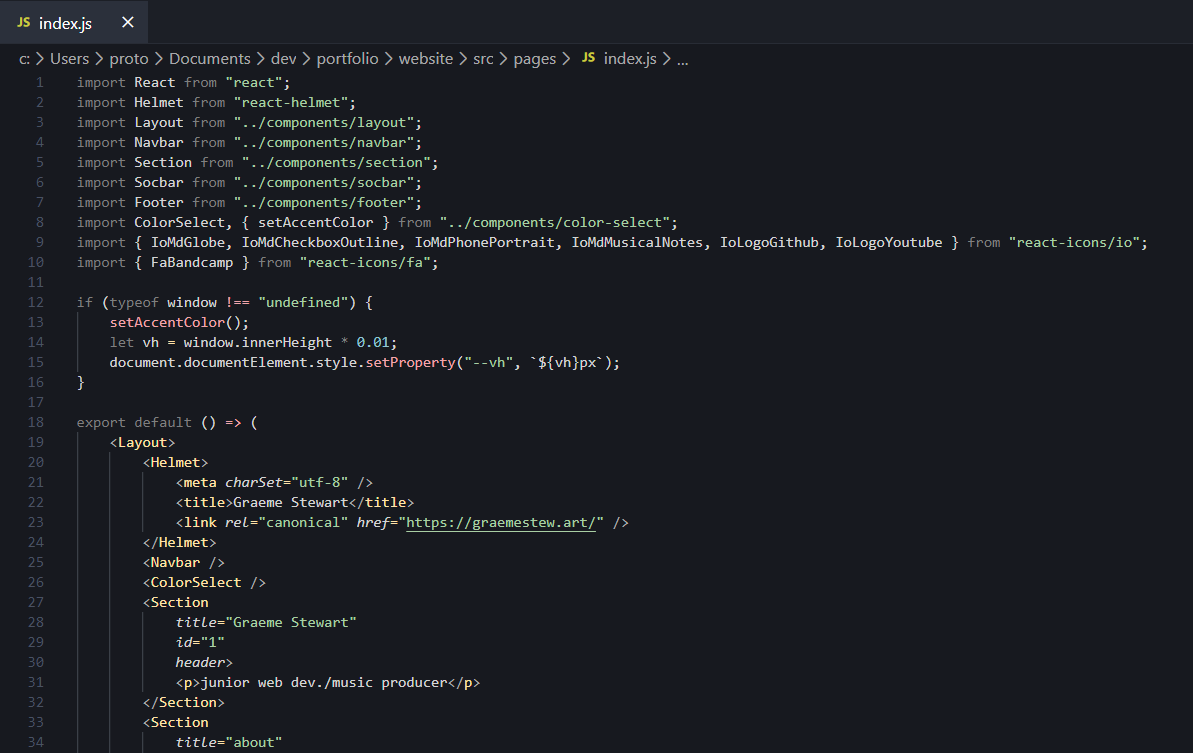 JS index.js ×
c: > Users > proto > Documents > dev > portfolio > website > src > pages > JS index.js > ...
1 import React from "react";
2 import Helmet from "react-helmet";
3 import Layout from "../components/layout";
4 import Navbar from "../components/navbar";
5 import Section from "../components/section";
6 import Socbar from "../components/socbar";
7 import Footer from "../components/footer";
8 import ColorSelect, { setAccentColor } from "../components/color-select";
9 import { IoMdGlobe, IoMdCheckboxOutline, IoMdPhonePortrait, IoMdMusicalNotes, IoLogoGithub, IoLogoYoutube } from "react-icons/io";
10 import { FaBandcamp } from "react-icons/fa";
11
12 if (typeof window !== "undefined") {
13     setAccentColor();
14     let vh = window.innerHeight * 0.01;
15     document.documentElement.style.setProperty("--vh", `${vh}px`);
16 }
17
18 export default () => (
19     <Layout>
20         <Helmet>
21             <meta charSet="utf-8" />
22             <title>Graeme Stewart</title>
23             <link rel="canonical" href="https://graemestew.art/" />
24         </Helmet>
25         <Navbar />
26         <ColorSelect />
27         <Section
28             title="Graeme Stewart"
29             id="1"
30             header>
31             <p>junior web dev./music producer</p>
32         </Section>
33         <Section
34             title="about"